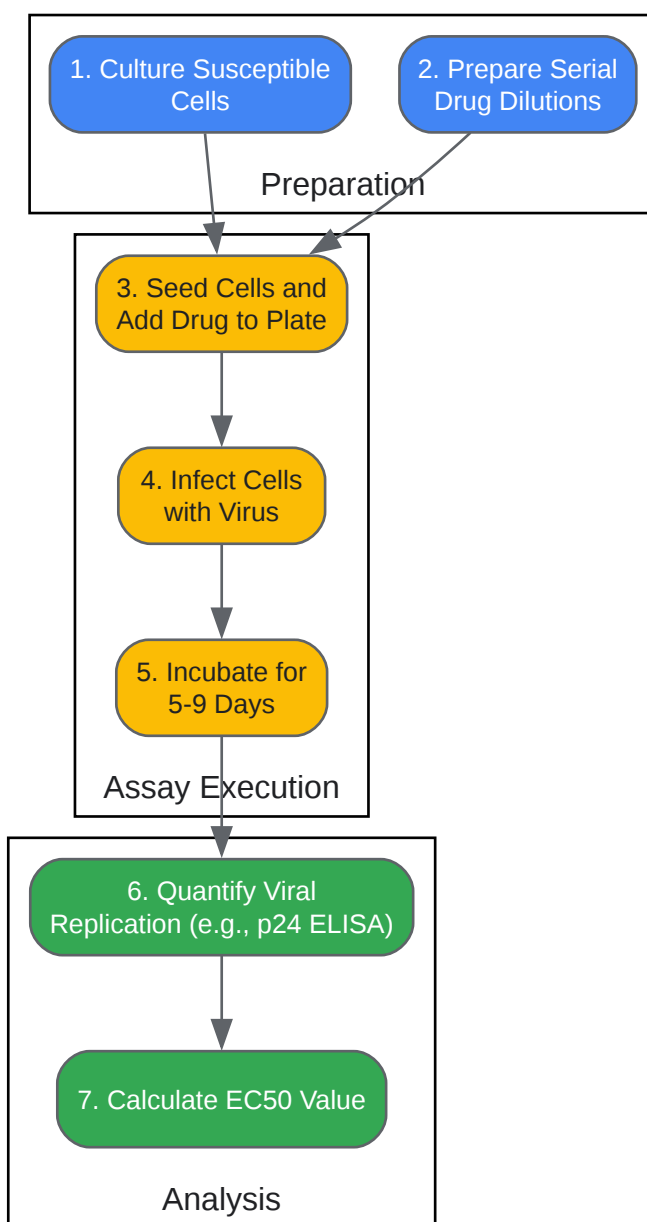 1. Culture Susceptible
Cells
2. Prepare Serial
Drug Dilutions
Preparation
3. Seed Cells and
Add Drug to Plate
4. Infect Cells
with Virus
5. Incubate for
5-9 Days
Assay Execution
6. Quantify Viral
Replication (e.g., p24 ELISA)
7. Calculate EC50 Value
Analysis